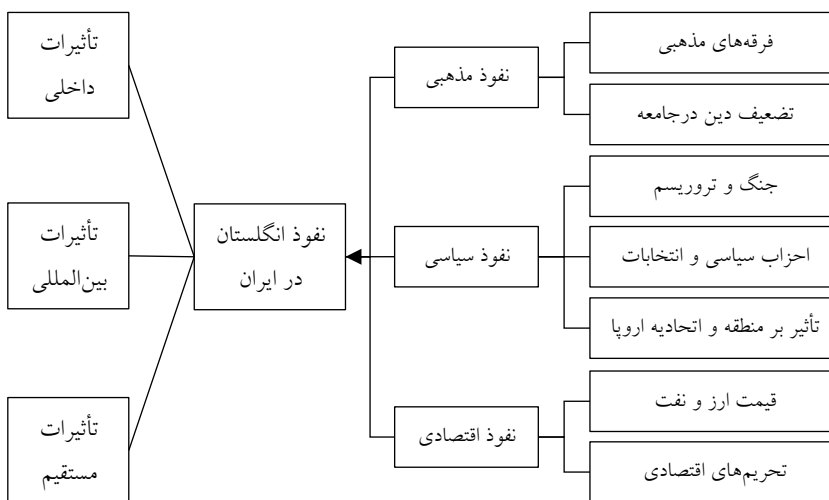 فرقه‌های مذهبی
تضعیف دین درجامعه
نفوذ مذهبی
جنگ و تروریسم
احزاب سیاسی و انتخابات
تأثیر بر منطقه و اتحادیه اروپا
نفوذ سیاسی
قیمت ارز و نفت
تحریم‌های اقتصادی
نفوذ اقتصادی
نفوذ انگلستان
در ایران
تأثیرات
داخلی
تأثیرات
بین‌المللی
تأثیرات
مستقیم